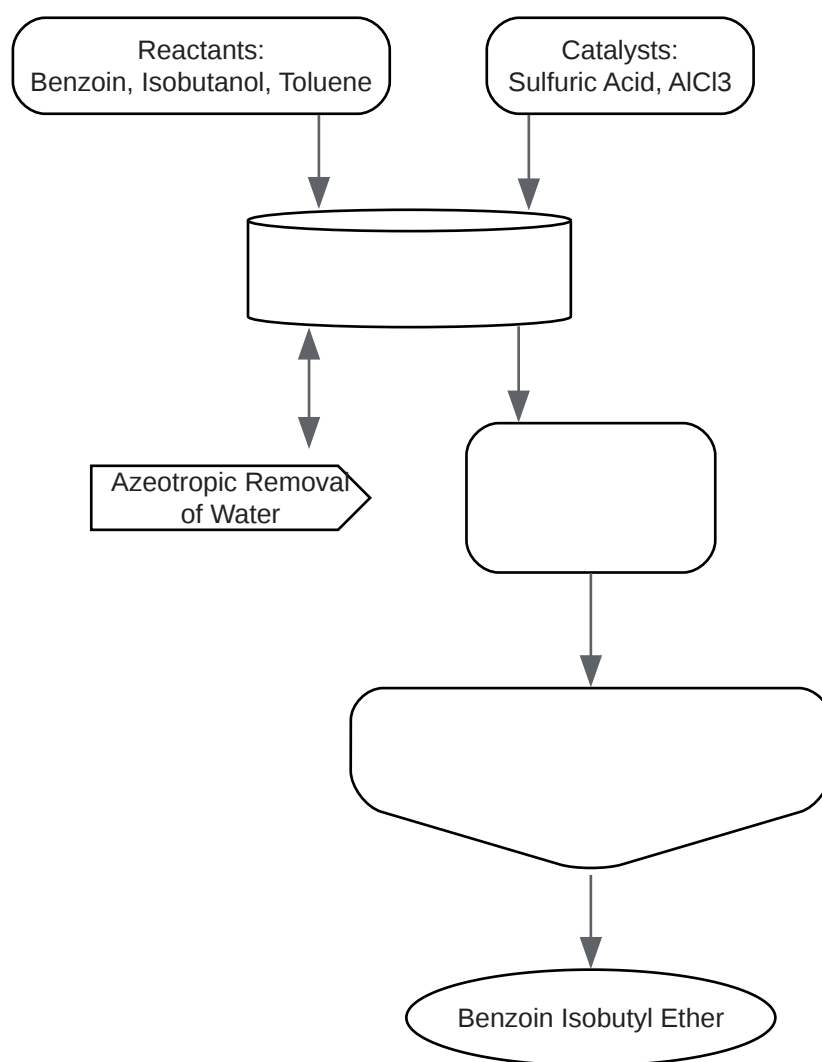 Reactants:
Benzoin, Isobutanol, Toluene
Catalysts:
Sulfuric Acid, AlCl3
Azeotropic Removal
of Water
Benzoin Isobutyl Ether